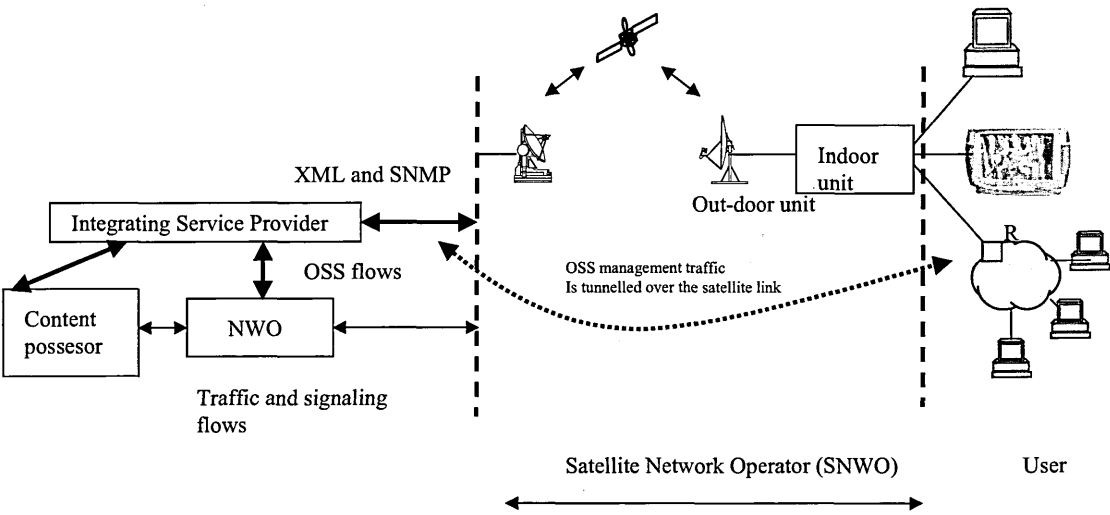 XML and SNMP
Integrating Service Provider
OSS flows
Content
possesor
NWO
Traffic and signaling
flows
Out-door unit
Indoor
unit
OSS management traffic
Is tunnelled over the satellite link
R
Satellite Network Operator (SNWO)
User